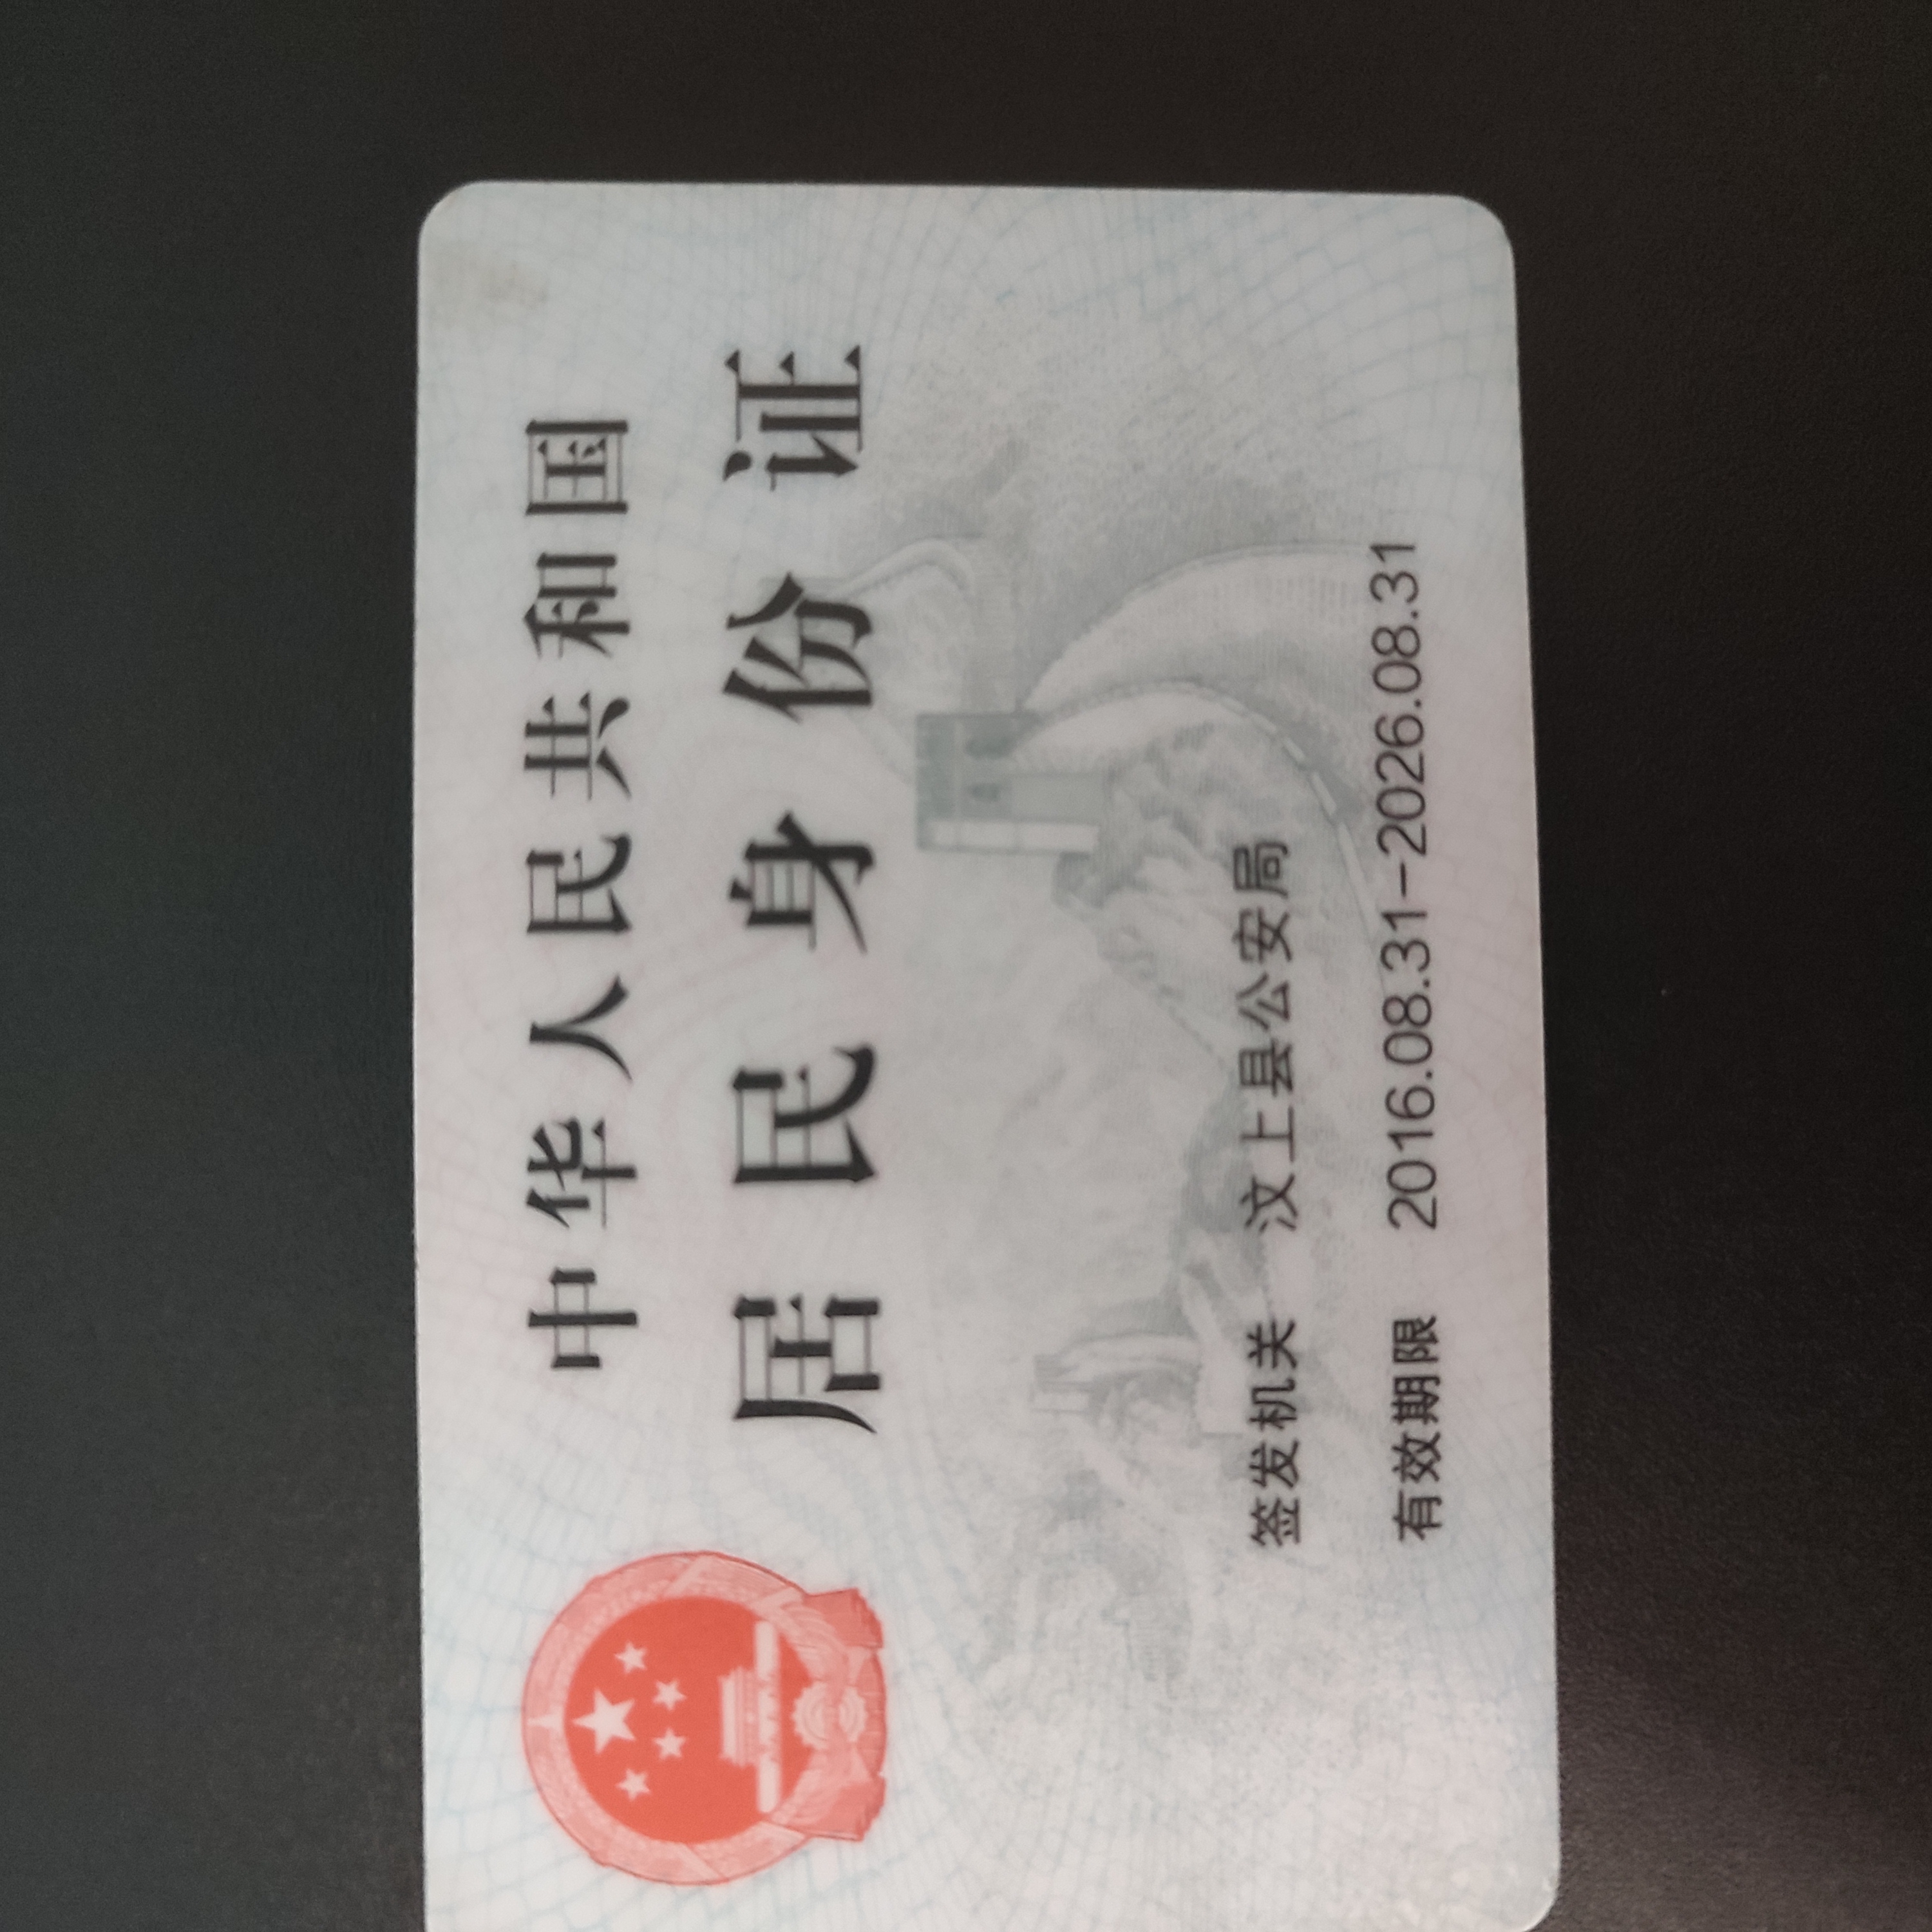 中华人民共和国
居民身份证
签发机关 汶上县公安局
有效期限 2016.08.31-2026.08.31